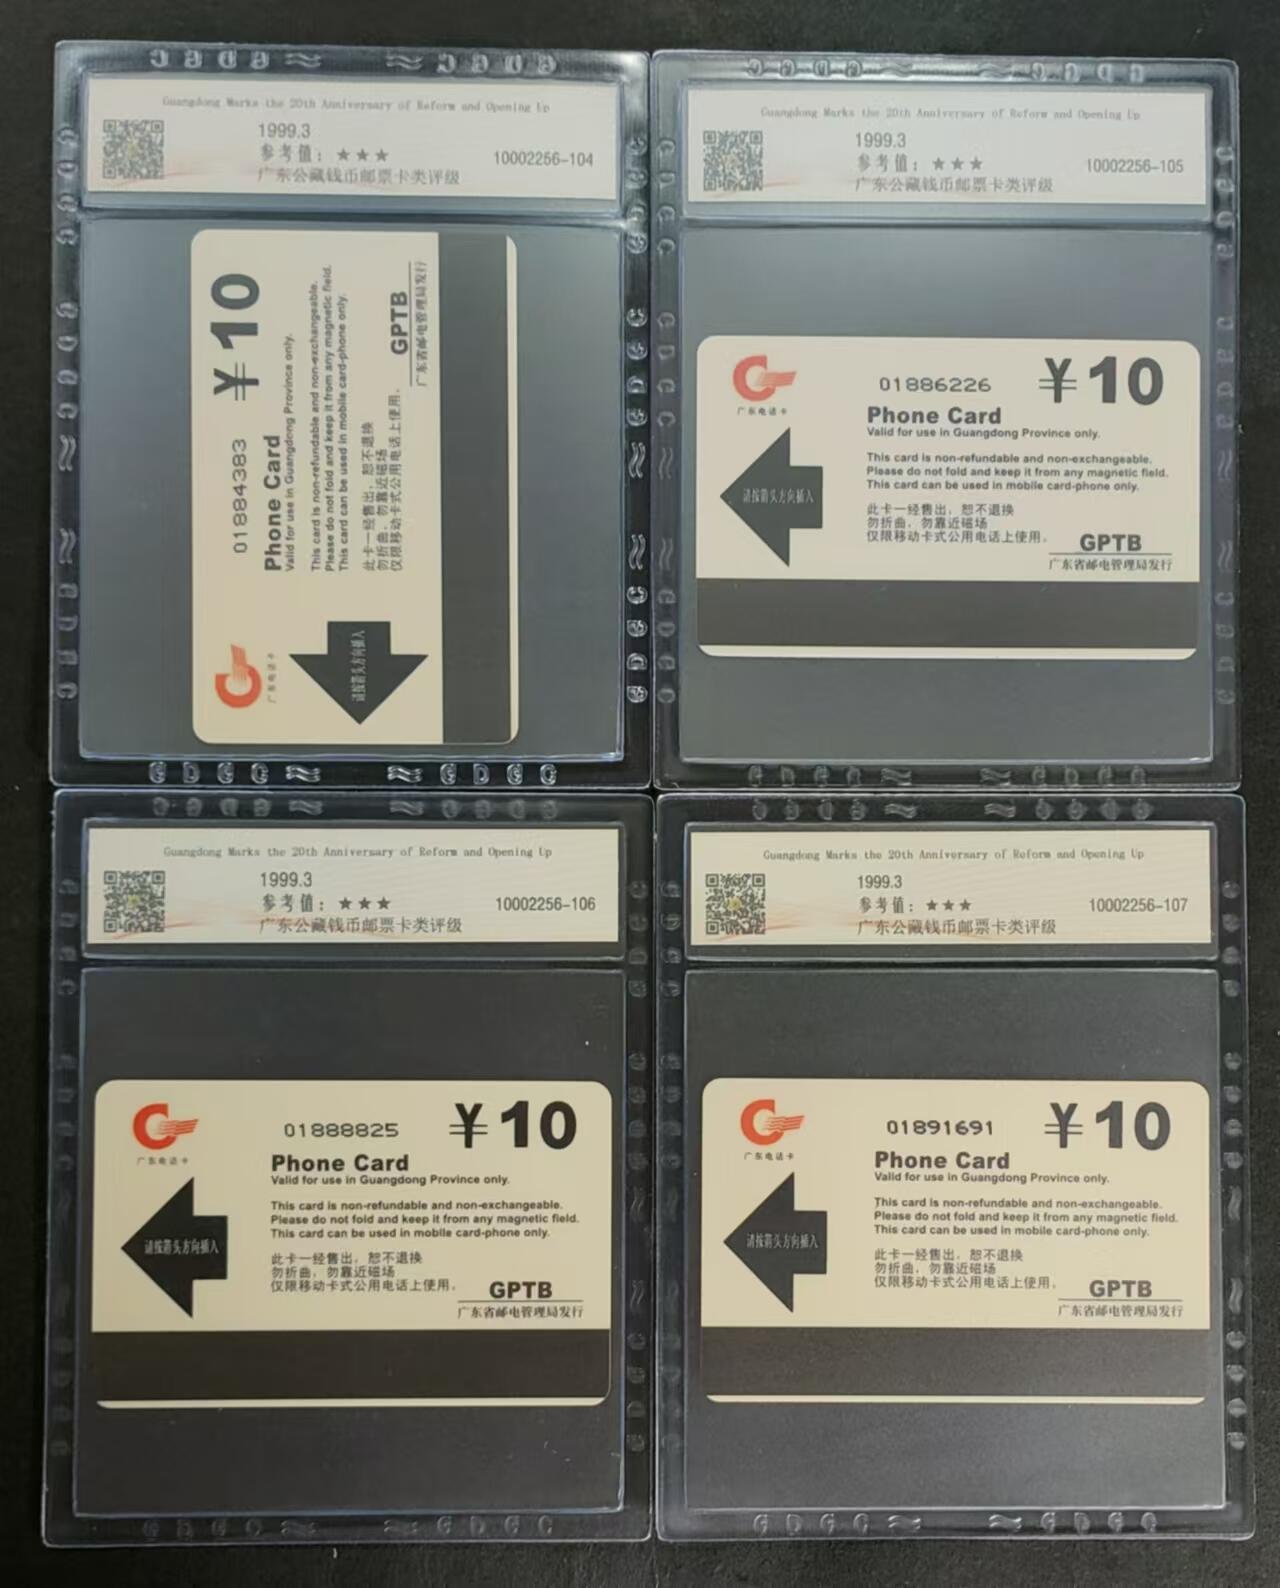 GDGC GDGC
Guangdong Marks the 20th Anniversary of Reform and Opening Up
1999.3
参考值：★★★
10002256-104
广东公藏钱币邮票卡类评级
¥10
01884383
Phone Card
Valid for use in Guangdong Province only.
This card is non-refundable and non-exchangeable.
Please do not fold and keep it from any magnetic field.
This card can be used in mobile card-phone only.
此卡一经售出，恕不退换
勿折曲，勿靠近磁场
仅限移动卡式公用电话上使用。
GPTB
广东省邮电管理局发行
广东电话卡
请按箭头方向插入
GDGC GDGC
Guangdong Marks the 20th Anniversary of Reform and Opening Up
1999.3
参考值：★★★
10002256-105
广东公藏钱币邮票卡类评级
01886226
¥10
广东电话卡
Phone Card
Valid for use in Guangdong Province only.
This card is non-refundable and non-exchangeable.
Please do not fold and keep it from any magnetic field.
This card can be used in mobile card-phone only.
请按箭头方向插入
此卡一经售出，恕不退换
勿折曲，勿靠近磁场
仅限移动卡式公用电话上使用。
GPTB
广东省邮电管理局发行
GDGC GDGC
Guangdong Marks the 20th Anniversary of Reform and Opening Up
1999.3
参考值：★★★
10002256-106
广东公藏钱币邮票卡类评级
01888825
¥10
广东电话卡
Phone Card
Valid for use in Guangdong Province only.
This card is non-refundable and non-exchangeable.
Please do not fold and keep it from any magnetic field.
This card can be used in mobile card-phone only.
请按箭头方向插入
此卡一经售出，恕不退换
勿折曲，勿靠近磁场
仅限移动卡式公用电话上使用。
GPTB
广东省邮电管理局发行
GDGC GDGC
Guangdong Marks the 20th Anniversary of Reform and Opening Up
1999.3
参考值：★★★
10002256-107
广东公藏钱币邮票卡类评级
01891691
¥10
广东电话卡
Phone Card
Valid for use in Guangdong Province only.
This card is non-refundable and non-exchangeable.
Please do not fold and keep it from any magnetic field.
This card can be used in mobile card-phone only.
请按箭头方向插入
此卡一经售出，恕不退换
勿折曲，勿靠近磁场
仅限移动卡式公用电话上使用。
GPTB
广东省邮电管理局发行